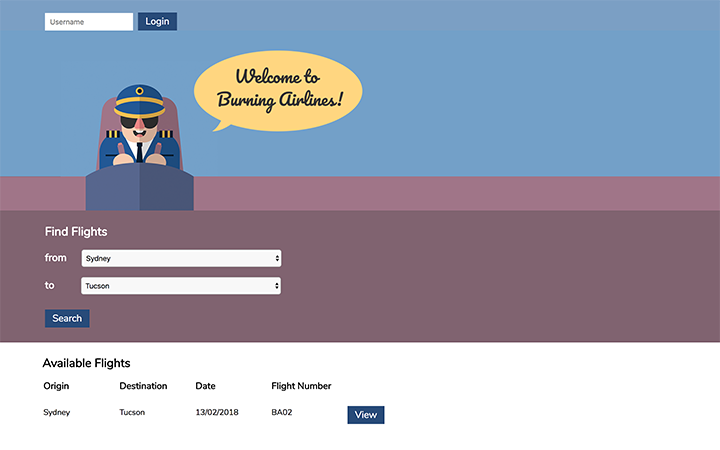 Username Login
Welcome to
Burning Airlines!
Find Flights
from Sydney
to Tucson
Search
Available Flights
Origin Destination Date Flight Number
Sydney Tucson 13/02/2018 BA02 View